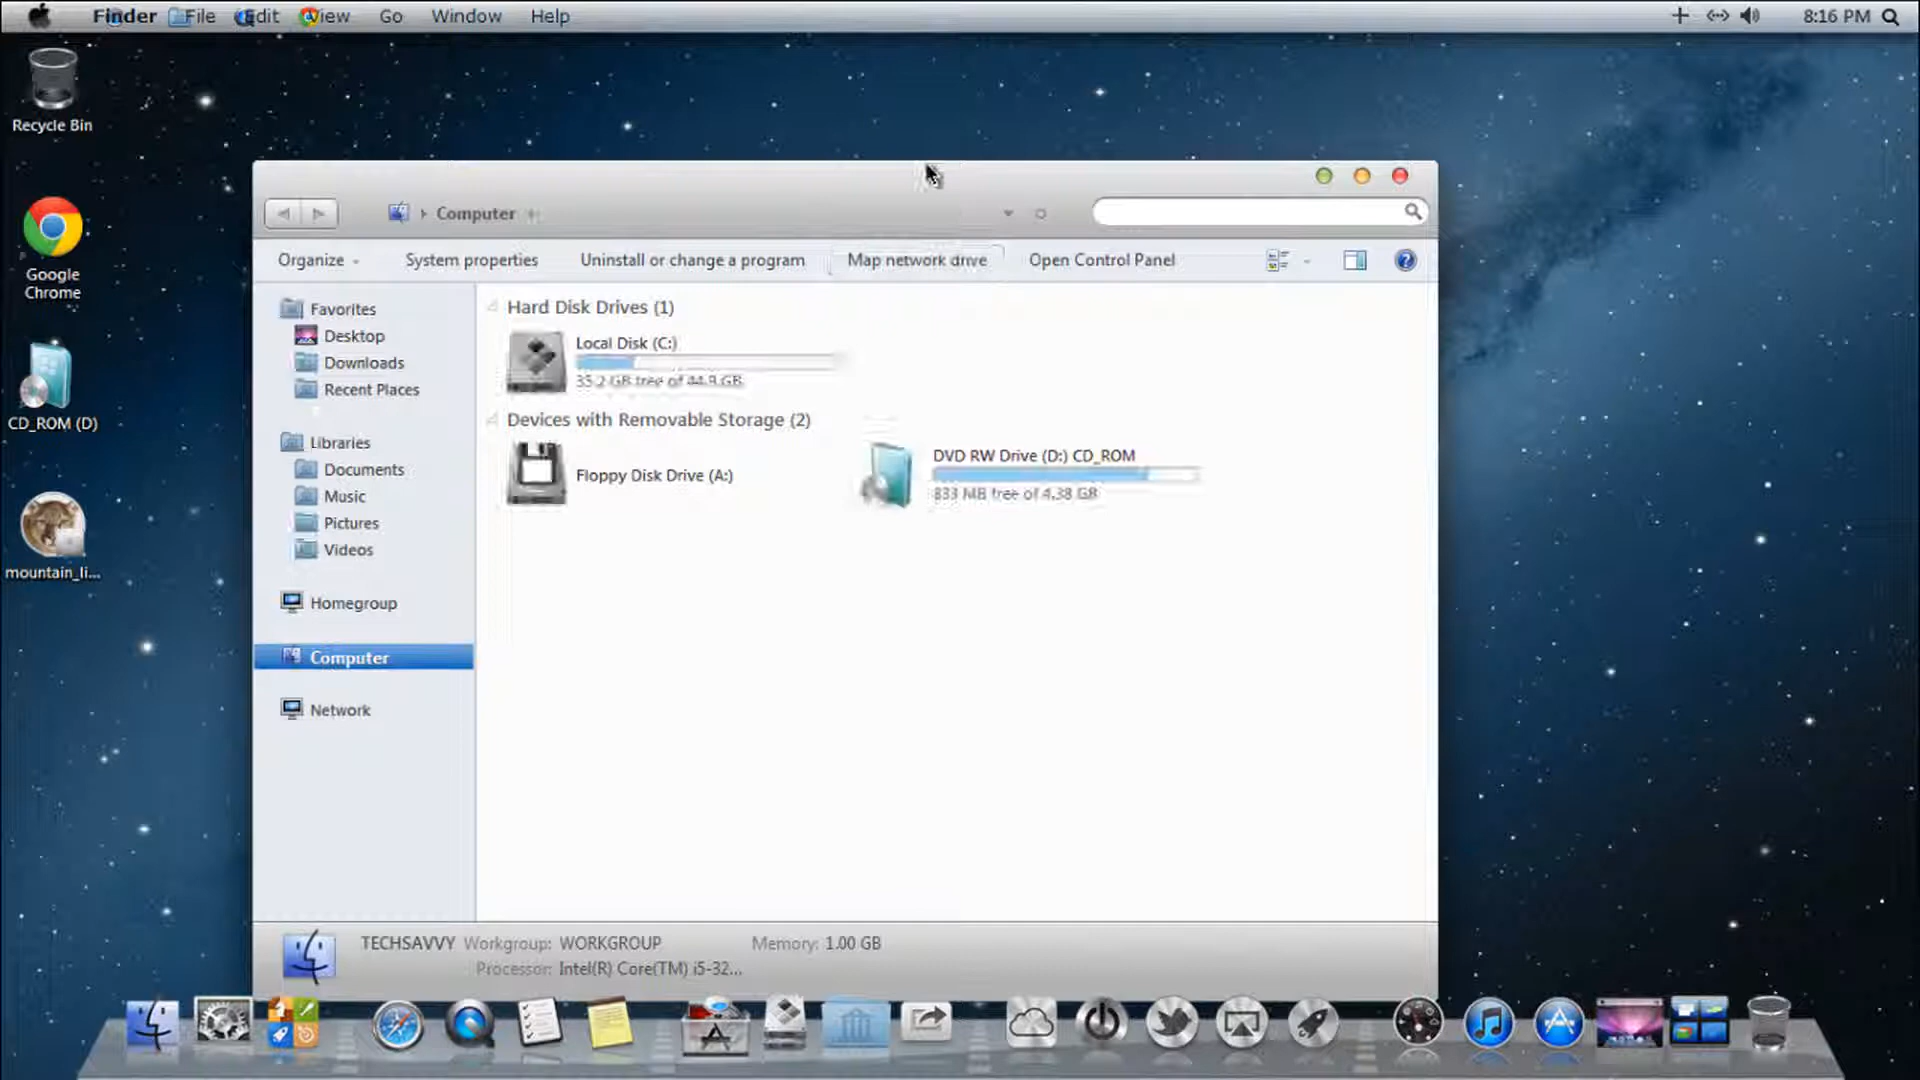 Finder File Edit View Go Window Help 8:16 PM
Recycle Bin
Google
Chrome
CD_ROM (D)
mountain_li...
Computer
Organize System properties Uninstall or change a program Map network drive Open Control Panel
Favorites
Desktop
Downloads
Recent Places
Libraries
Documents
Music
Pictures
Videos
Homegroup
Computer
Network
Hard Disk Drives (1)
Local Disk (C:)
35.2 GB free of 44.9 GB
Devices with Removable Storage (2)
Floppy Disk Drive (A:)
DVD RW Drive (D:) CD_ROM
833 MB free of 4.38 GB
TECHSAVVY Workgroup: WORKGROUP Memory: 1.00 GB
Processor: Intel(R) Core(TM) i5-32...